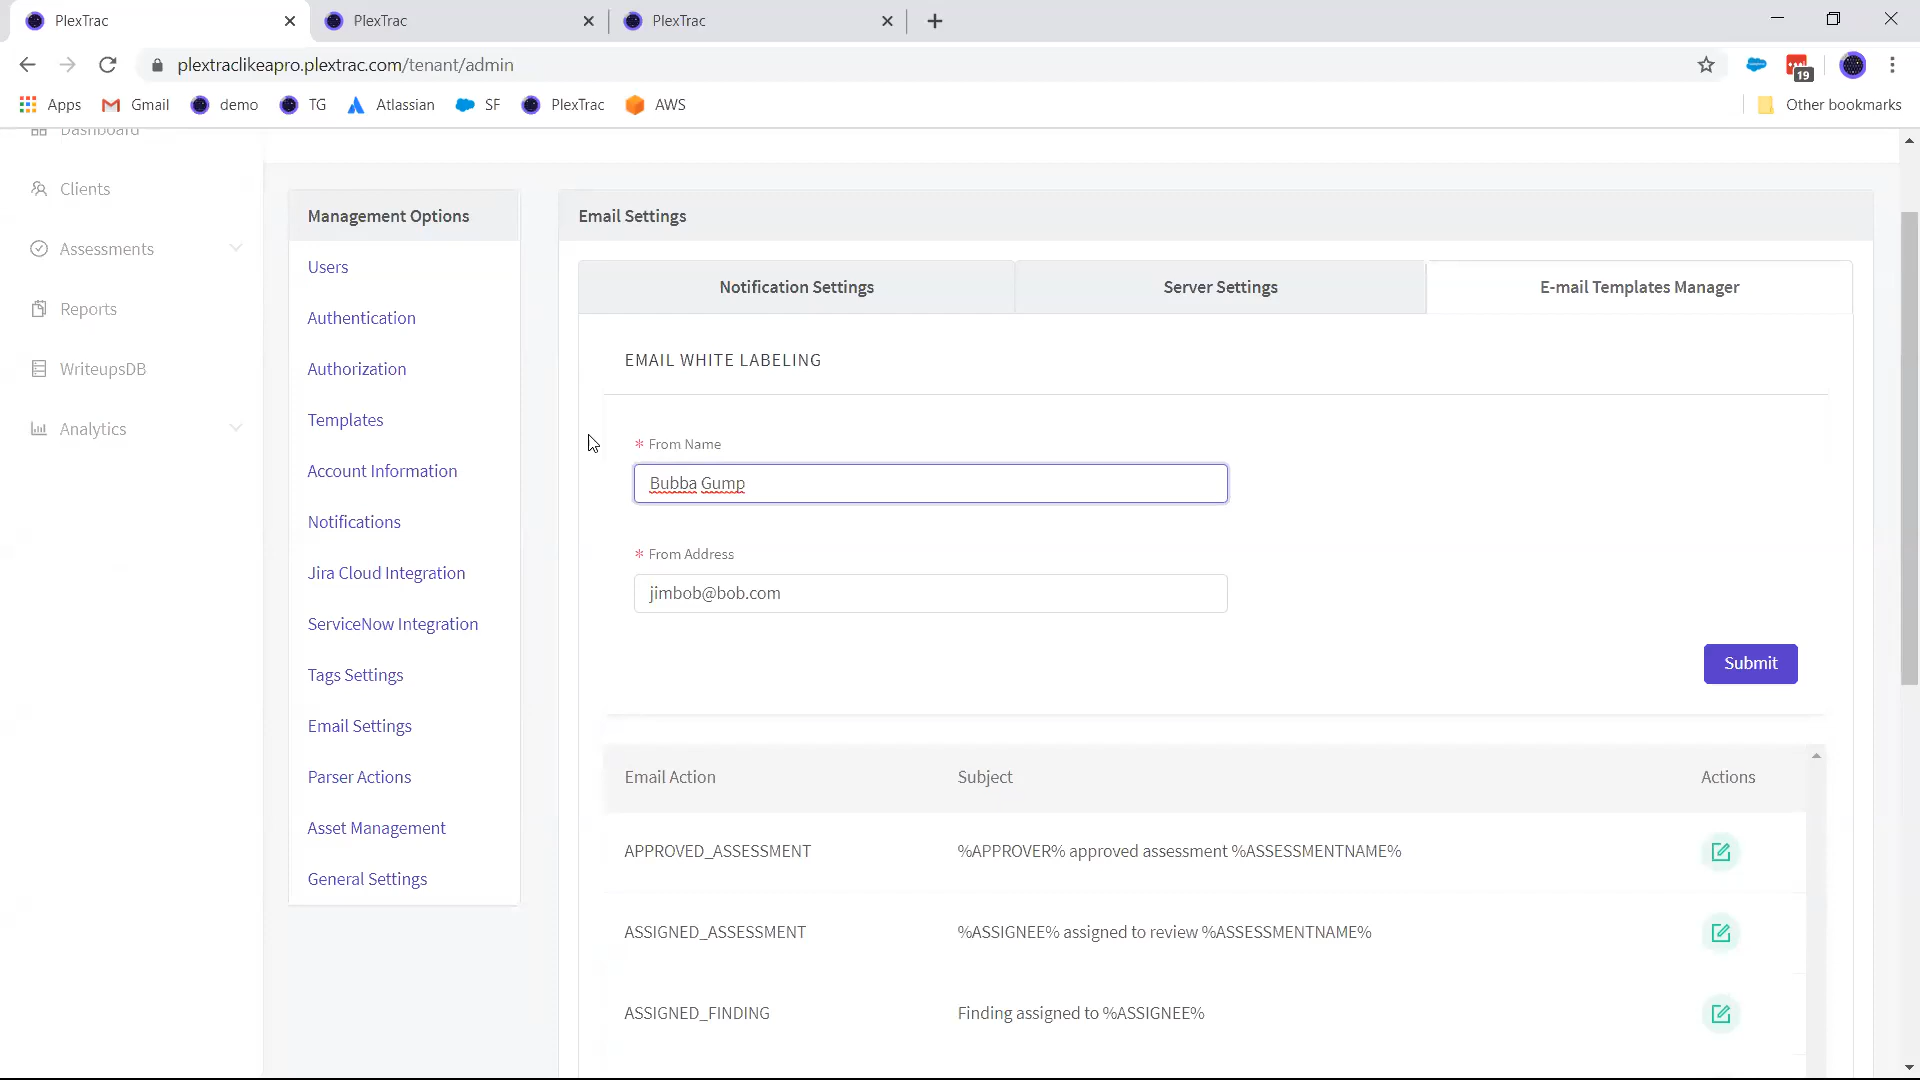 PlexTrac
PlexTrac
PlexTrac
plextraclikeapro.plextrac.com/tenant/admin
19
Apps
Gmail
demo
TG
Atlassian
SF
PlexTrac
AWS
Other bookmarks
Dashboard
Clients
Assessments
Reports
WriteupsDB
Analytics
Management Options
Users
Authentication
Authorization
Templates
Account Information
Notifications
Jira Cloud Integration
ServiceNow Integration
Tags Settings
Email Settings
Parser Actions
Asset Management
General Settings
Email Settings
Notification Settings
Server Settings
E-mail Templates Manager
EMAIL WHITE LABELING
* From Name
Bubba Gump
* From Address
jimbob@bob.com
Submit
Email Action Subject Actions
APPROVED_ASSESSMENT %APPROVER% approved assessment %ASSESSMENTNAME%
ASSIGNED_ASSESSMENT %ASSIGNEE% assigned to review %ASSESSMENTNAME%
ASSIGNED_FINDING Finding assigned to %ASSIGNEE%